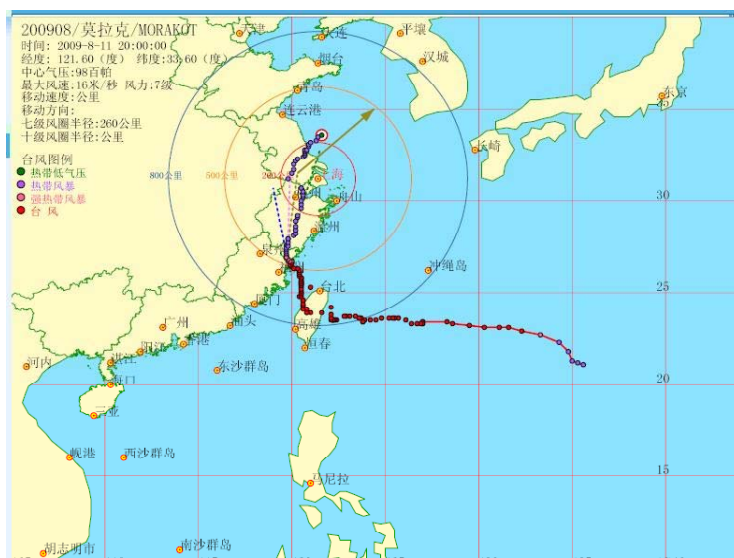 200908/莫拉克/MORAKOT
时间: 2009-8-11 20:00:00
经度: 121.60（度） 纬度:33.60（度）
中心气压:98百帕
最大风速:16米/秒 风力:7级
移动速度:公里
移动方向:
七级风圈半径:260公里
十级风圈半径:公里
台风图例
热带低气压
热带风暴
强热带风暴
台 风
天津
大连
平壤
汉城
烟台
青岛
连云港
东京
长崎
800公里
500公里
海
舟山
30
泉州
冲绳岛
台北
25
厦门
汕头
高雄
恒春
广州
香港
阳江
湛江
河内
海口
东沙群岛
20
三亚
岘港
西沙群岛
15
马尼拉
胡志明市
南沙群岛